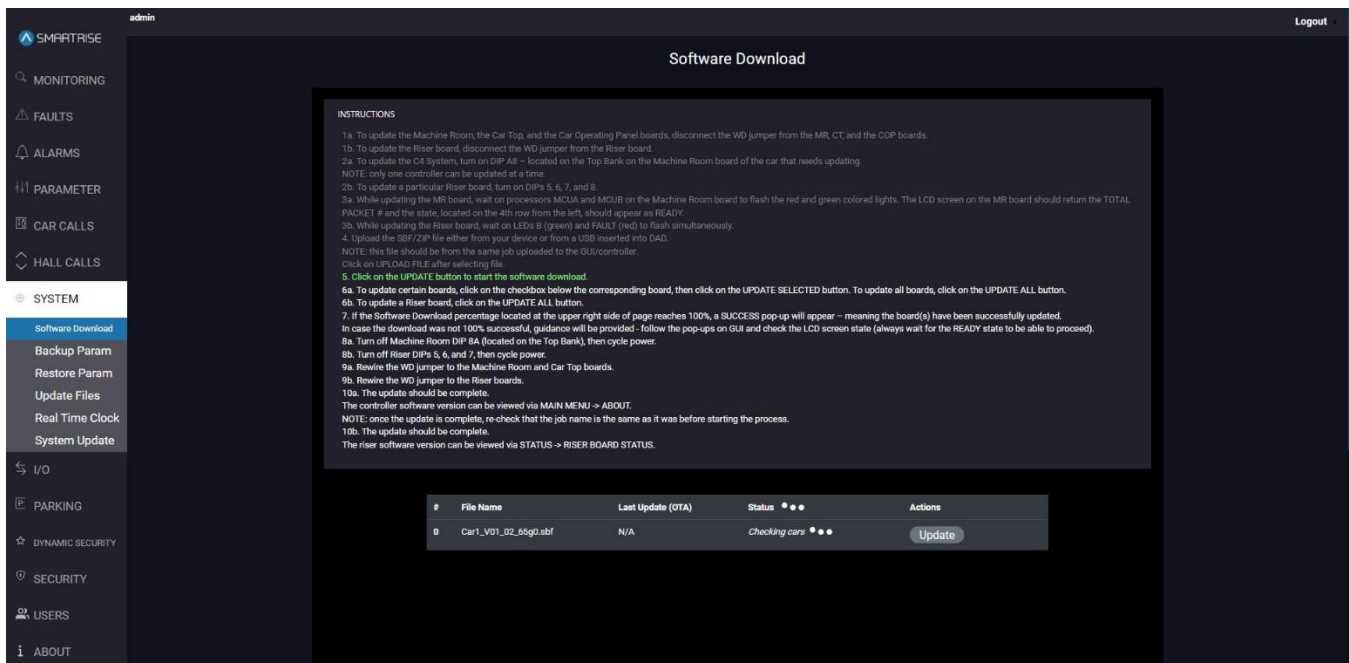 admin
Logout
SMARTRISE
MONITORING
FAULTS
ALARMS
PARAMETER
CAR CALLS
HALL CALLS
SYSTEM
Software Download
Backup Param
Restore Param
Update Files
Real Time Clock
System Update
I/O
PARKING
DYNAMIC SECURITY
SECURITY
USERS
ABOUT
Software Download
INSTRUCTIONS
1a. To update the Machine Room, the Car Top, and the Car Operating Panel boards, disconnect the WD jumper from the MR, CT, and the COP boards.
1b. To update the Riser board, disconnect the WD jumper from the Riser board.
2a. To update the C4 System, turn on DIP A8 – located on the Top Bank on the Machine Room board of the car that needs updating.
NOTE: only one controller can be updated at a time.
2b. To update a particular Riser board, turn on DIPs 5, 6, 7, and 8.
3a. While updating the MR board, wait on processors MCUA and MCUB on the Machine Room board to flash the red and green colored lights. The LCD screen on the MR board should return the TOTAL
PACKET # and the state, located on the 4th row from the left, should appear as READY.
3b. While updating the Riser board, wait on LEDs B (green) and FAULT (red) to flash simultaneously.
4. Upload the SBF/ZIP file either from your device or from a USB inserted into DAD.
NOTE: this file should be from the same job uploaded to the GUI/controller.
Click on UPLOAD FILE after selecting file.
5. Click on the UPDATE button to start the software download.
6a. To update certain boards, click on the checkbox below the corresponding board, then click on the UPDATE SELECTED button. To update all boards, click on the UPDATE ALL button.
6b. To update a Riser board, click on the UPDATE ALL button.
7. If the Software Download percentage located at the upper right side of page reaches 100%, a SUCCESS pop-up will appear – meaning the board(s) have been successfully updated.
In case the download was not 100% successful, guidance will be provided - follow the pop-ups on GUI and check the LCD screen state (always wait for the READY state to be able to proceed).
8a. Turn off Machine Room DIP 8A (located on the Top Bank), then cycle power.
8b. Turn off Riser DIPs 5, 6, and 7, then cycle power.
9a. Rewire the WD jumper to the Machine Room and Car Top boards.
9b. Rewire the WD jumper to the Riser boards.
10a. The update should be complete.
The controller software version can be viewed via MAIN MENU -> ABOUT.
NOTE: once the update is complete, re-check that the job name is the same as it was before starting the process.
10b. The update should be complete.
The riser software version can be viewed via STATUS -> RISER BOARD STATUS.
# File Name Last Update (OTA) Status Actions
0 Car1_V01_02_65g0.sbf N/A Checking cars Update